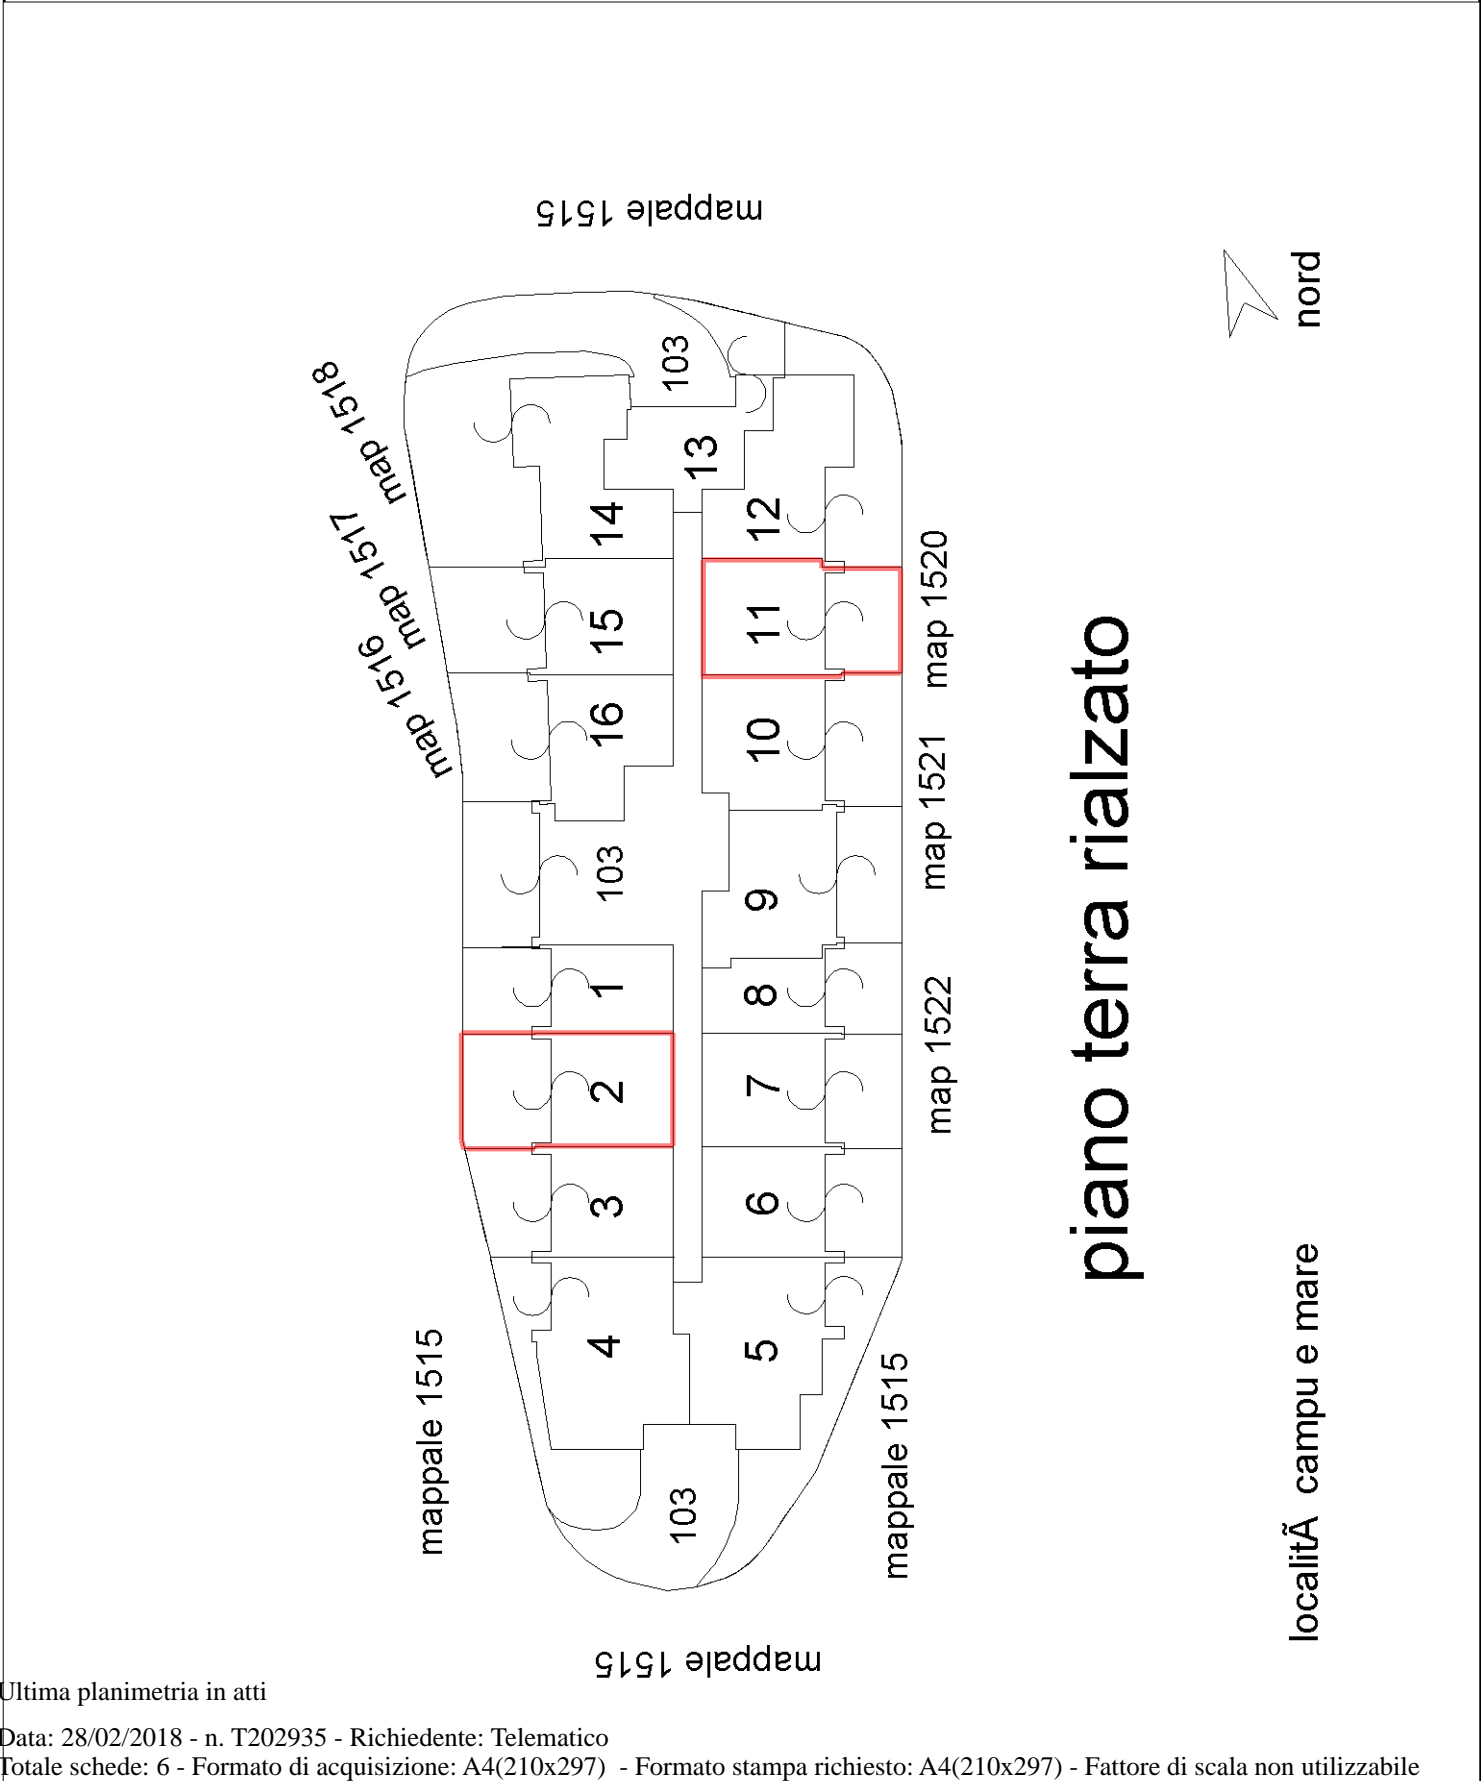 mappale 1515
nord
103
map 1518
13
14
12
map 1517
map 1520
15
11
map 1516
16
10
map 1521
103
9
piano terra rialzato
1
8
map 1522
2
7
3
6
4
5
mappale 1515
mappale 1515
103
localitÃ  campu e mare
mappale 1515
Ultima planimetria in atti
Data: 28/02/2018 - n. T202935 - Richiedente: Telematico
Totale schede: 6 - Formato di acquisizione: A4(210x297)  - Formato stampa richiesto: A4(210x297) - Fattore di scala non utilizzabile